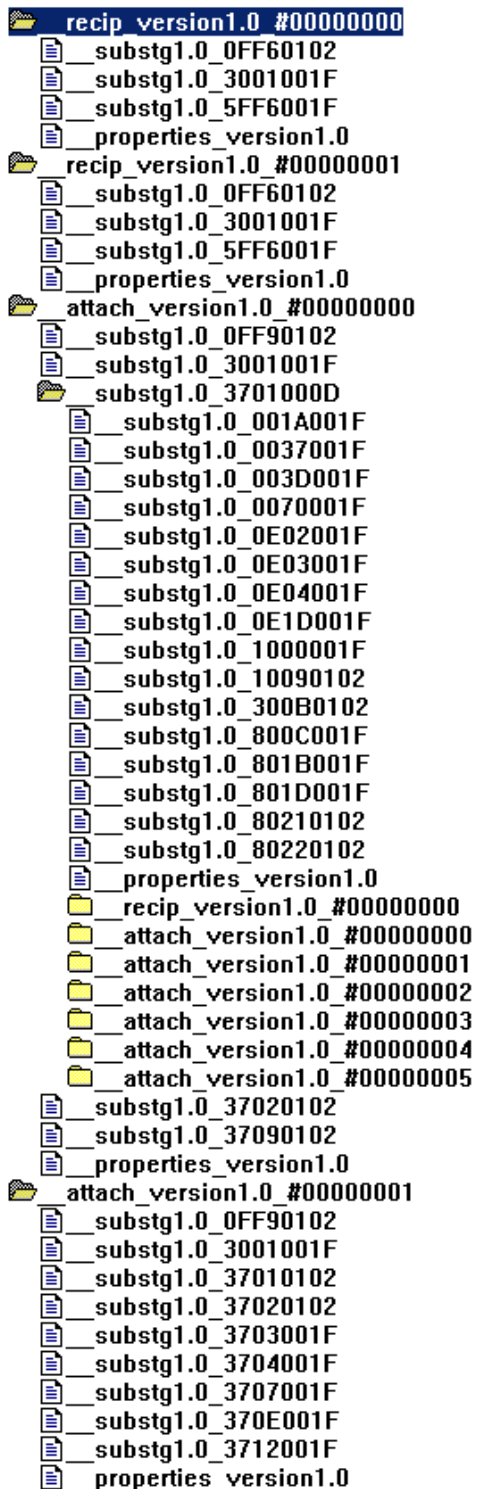 __recip_version1.0_#00000000
__substg1.0_0FF60102
__substg1.0_3001001F
__substg1.0_5FF6001F
__properties_version1.0
__recip_version1.0_#00000001
__substg1.0_0FF60102
__substg1.0_3001001F
__substg1.0_5FF6001F
__properties_version1.0
__attach_version1.0_#00000000
__substg1.0_0FF90102
__substg1.0_3001001F
__substg1.0_3701000D
__substg1.0_001A001F
__substg1.0_0037001F
__substg1.0_003D001F
__substg1.0_0070001F
__substg1.0_0E02001F
__substg1.0_0E03001F
__substg1.0_0E04001F
__substg1.0_0E1D001F
__substg1.0_1000001F
__substg1.0_10090102
__substg1.0_300B0102
__substg1.0_800C001F
__substg1.0_801B001F
__substg1.0_801D001F
__substg1.0_80210102
__substg1.0_80220102
__properties_version1.0
__recip_version1.0_#00000000
__attach_version1.0_#00000000
__attach_version1.0_#00000001
__attach_version1.0_#00000002
__attach_version1.0_#00000003
__attach_version1.0_#00000004
__attach_version1.0_#00000005
__substg1.0_37020102
__substg1.0_37090102
__properties_version1.0
__attach_version1.0_#00000001
__substg1.0_0FF90102
__substg1.0_3001001F
__substg1.0_37010102
__substg1.0_37020102
__substg1.0_3703001F
__substg1.0_3704001F
__substg1.0_3707001F
__substg1.0_370E001F
__substg1.0_3712001F
__properties_version1.0